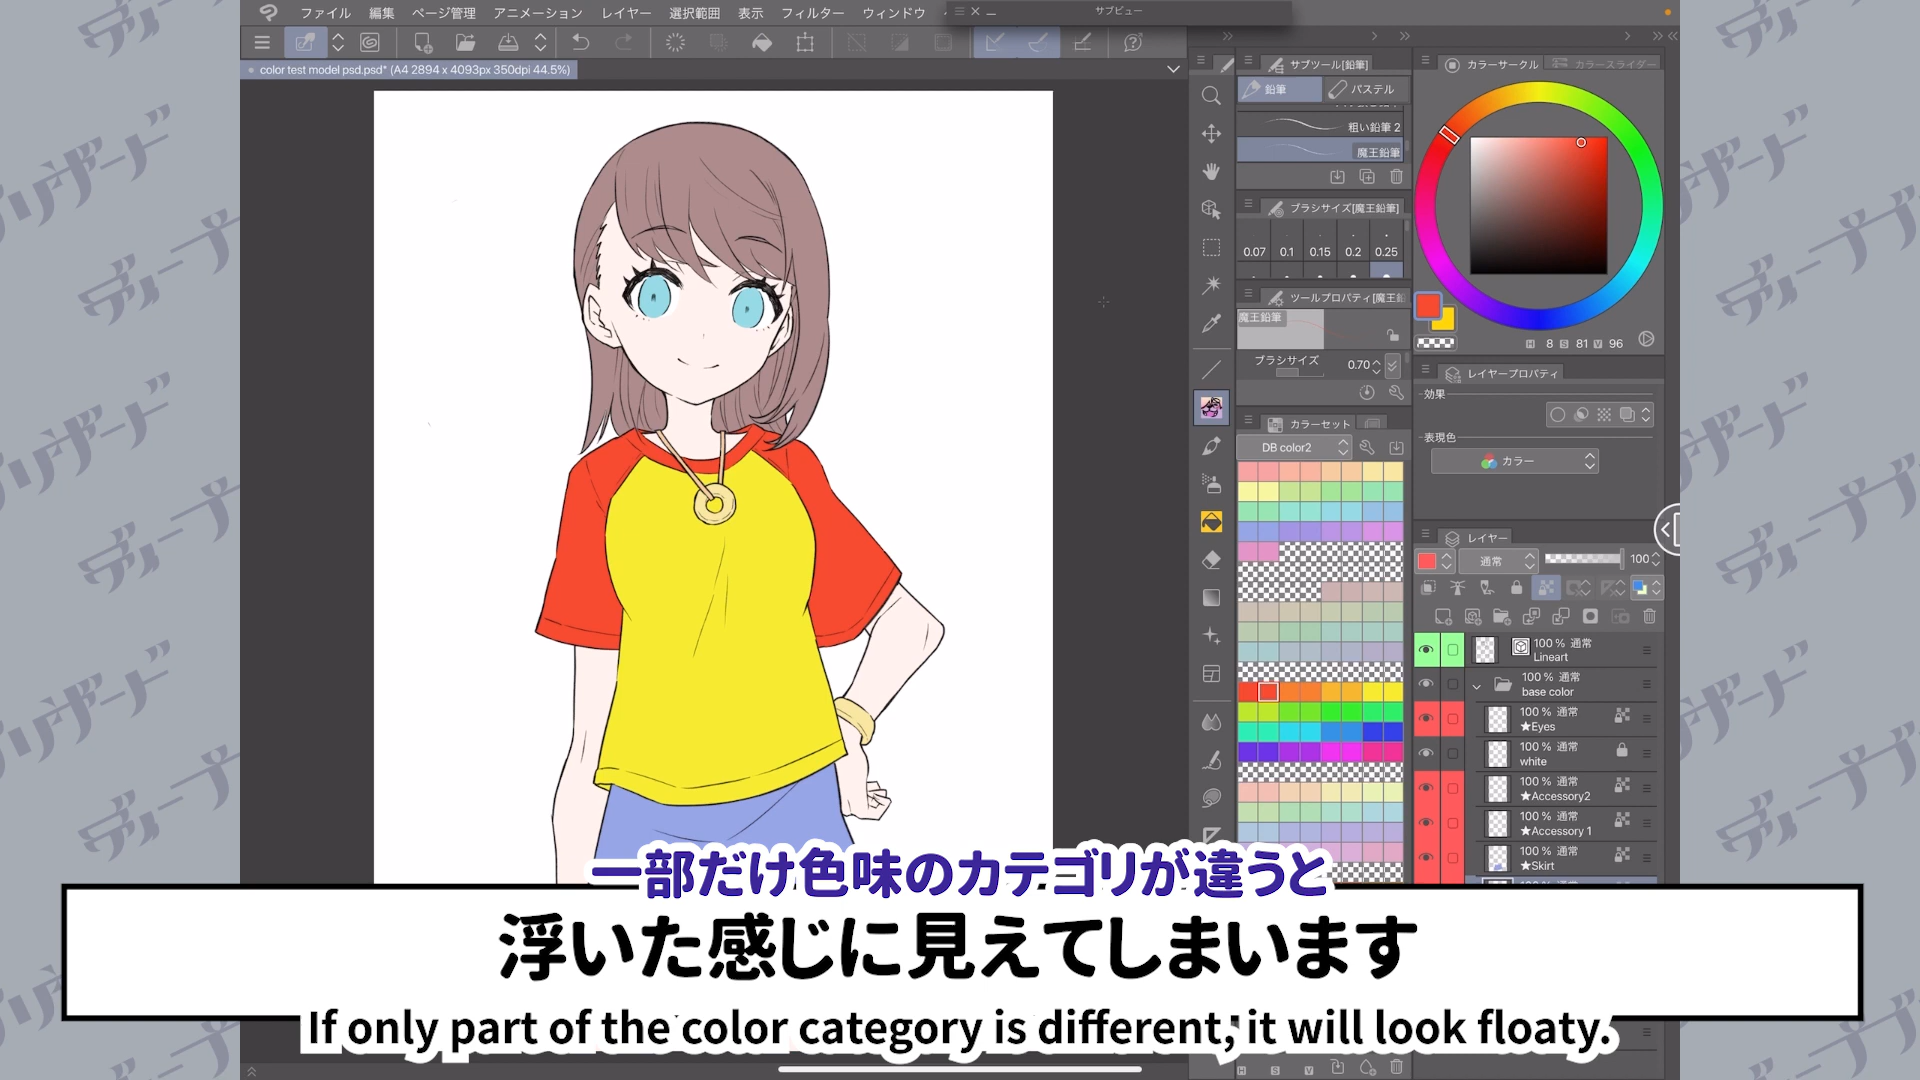 ファイル 編集 ページ管理 アニメーション レイヤー 選択範囲 表示 フィルター ウィンドウ
サブビュー
color test model psd.psd* (A4 2894 x 4093px 350dpi 44.5%)
サブツール[鉛筆]
鉛筆 パステル
粗い鉛筆 2
魔王鉛筆
ブラシサイズ[魔王鉛筆]
0.07 0.1 0.15 0.2 0.25
ツールプロパティ[魔王鉛
魔王鉛筆
ブラシサイズ 0.70
カラーセット
DB color2
カラーサークル カラースライダー
H 8 S 81 V 96
レイヤープロパティ
効果
表現色
カラー
レイヤー
通常 100
100 % 通常
Lineart
100 % 通常
base color
100 % 通常
★Eyes
100 % 通常
white
100 % 通常
★Accessory2
100 % 通常
★Accessory 1
100 % 通常
★Skirt
一部だけ色味のカテゴリが違うと
浮いた感じに見えてしまいます
If only part of the color category is different, it will look floaty.
H S V